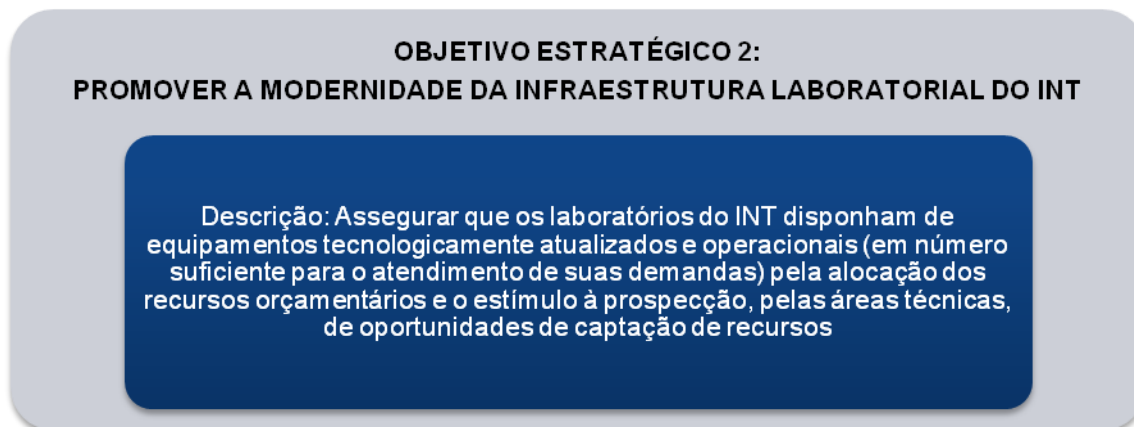 OBJETIVO ESTRATÉGICO 2:
PROMOVER A MODERNIDADE DA INFRAESTRUTURA LABORATORIAL DO INT
Descrição: Assegurar que os laboratórios do INT disponham de
equipamentos tecnologicamente atualizados e operacionais (em número
suficiente para o atendimento de suas demandas) pela alocação dos
recursos orçamentários e o estímulo à prospecção, pelas áreas técnicas,
de oportunidades de captação de recursos